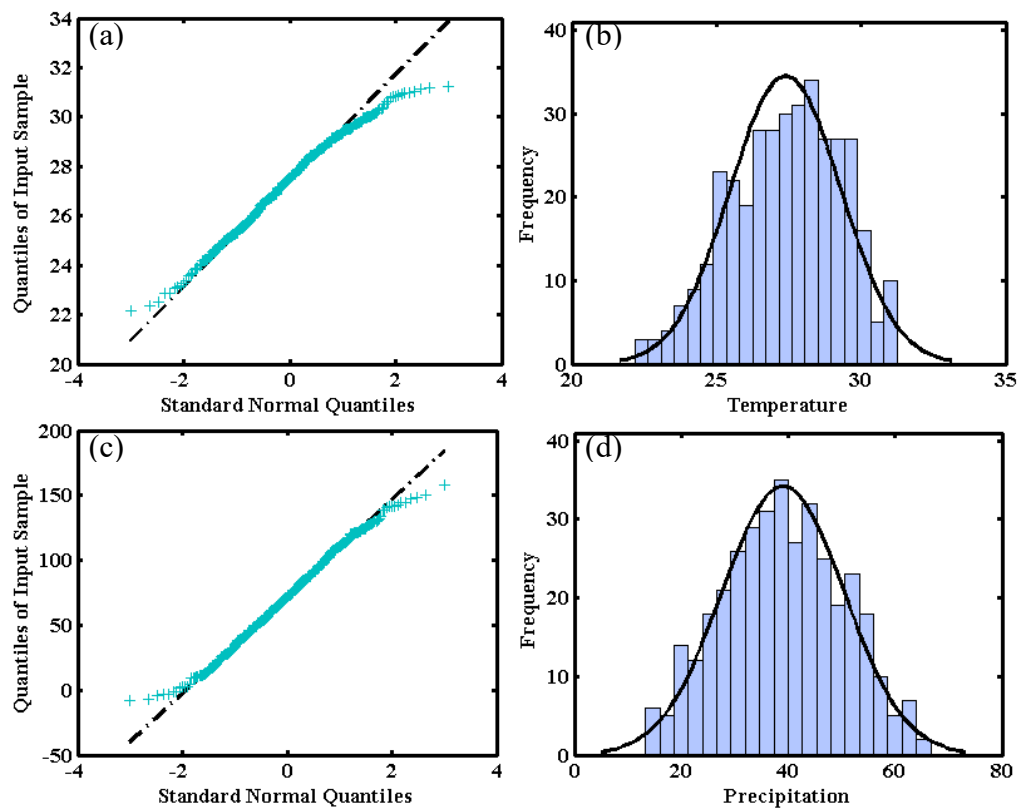 (a)
34
32
30
28
26
24
22
20
-4 -2 0 2 4
Quantiles of Input Sample
Standard Normal Quantiles
(b)
40
30
20
10
0
20 25 30 35
Frequency
Temperature
(c)
200
150
100
50
0
-50
-4 -2 0 2 4
Quantiles of Input Sample
Standard Normal Quantiles
(d)
40
30
20
10
0
0 20 40 60 80
Frequency
Precipitation